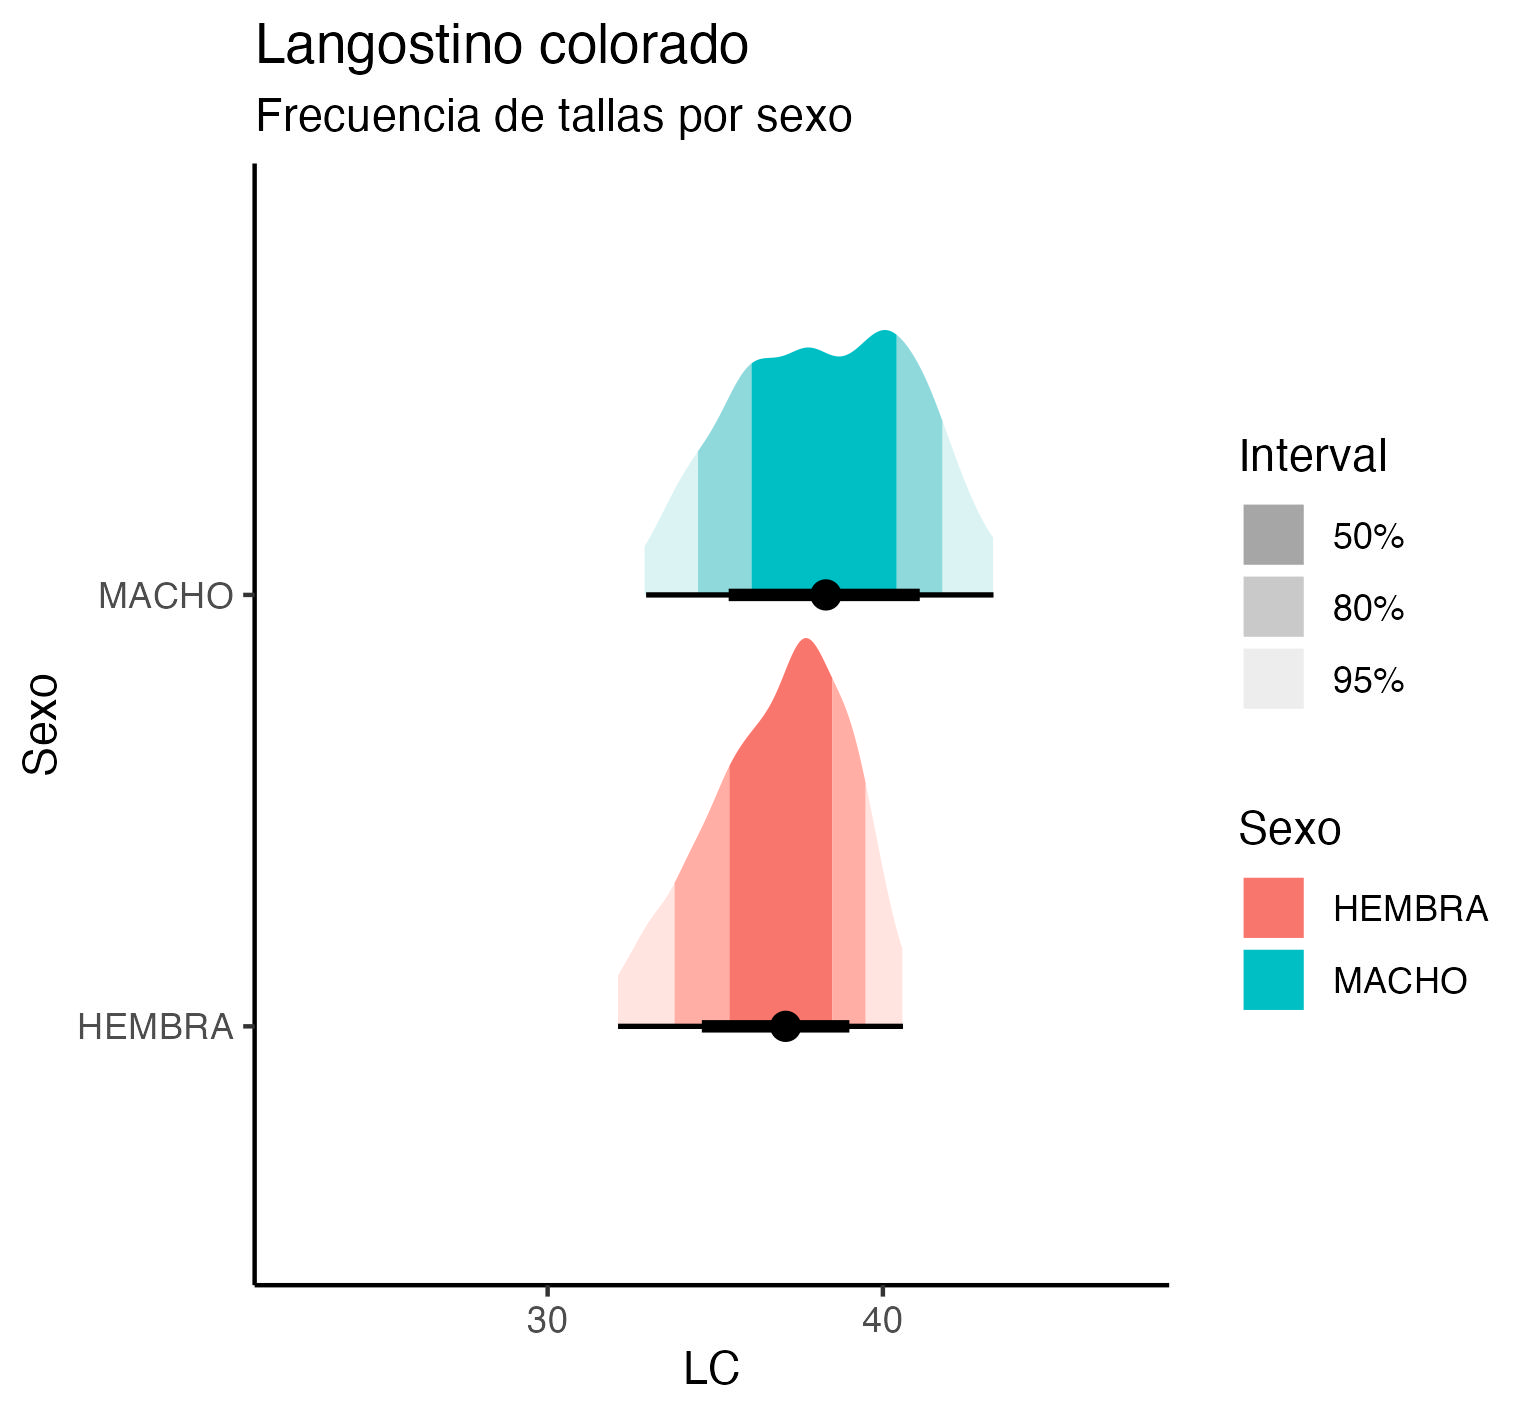 Langostino colorado
Frecuencia de tallas por sexo
MACHO
HEMBRA
Sexo
30
40
LC
Interval
50%
80%
95%
Sexo
HEMBRA
MACHO